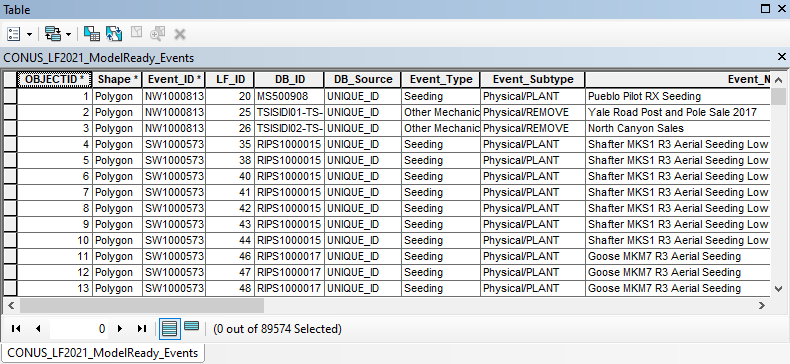 Table
CONUS_LF2021_ModelReady_Events
OBJECTID * Shape * Event_ID * LF_ID DB_ID DB_Source Event_Type Event_Subtype Event_N
1 Polygon NW1000813 20 MS500908 UNIQUE_ID Seeding Physical/PLANT Pueblo Pilot RX Seeding
2 Polygon NW1000813 25 TSISIDI01-TS- UNIQUE_ID Other Mechanic Physical/REMOVE Yale Road Post and Pole Sale 2017
3 Polygon NW1000813 26 TSISIDI02-TS- UNIQUE_ID Other Mechanic Physical/REMOVE North Canyon Sales
4 Polygon SW1000573 35 RIPS1000015 UNIQUE_ID Seeding Physical/PLANT Shafter MKS1 R3 Aerial Seeding Low
5 Polygon SW1000573 38 RIPS1000015 UNIQUE_ID Seeding Physical/PLANT Shafter MKS1 R3 Aerial Seeding Low
6 Polygon SW1000573 40 RIPS1000015 UNIQUE_ID Seeding Physical/PLANT Shafter MKS1 R3 Aerial Seeding Low
7 Polygon SW1000573 41 RIPS1000015 UNIQUE_ID Seeding Physical/PLANT Shafter MKS1 R3 Aerial Seeding Low
8 Polygon SW1000573 42 RIPS1000015 UNIQUE_ID Seeding Physical/PLANT Shafter MKS1 R3 Aerial Seeding Low
9 Polygon SW1000573 43 RIPS1000015 UNIQUE_ID Seeding Physical/PLANT Shafter MKS1 R3 Aerial Seeding Low
10 Polygon SW1000573 44 RIPS1000015 UNIQUE_ID Seeding Physical/PLANT Shafter MKS1 R3 Aerial Seeding Low
11 Polygon SW1000573 46 RIPS1000017 UNIQUE_ID Seeding Physical/PLANT Goose MKM7 R3 Aerial Seeding
12 Polygon SW1000573 47 RIPS1000017 UNIQUE_ID Seeding Physical/PLANT Goose MKM7 R3 Aerial Seeding
13 Polygon SW1000573 48 RIPS1000017 UNIQUE_ID Seeding Physical/PLANT Goose MKM7 R3 Aerial Seeding
0 (0 out of 89574 Selected)
CONUS_LF2021_ModelReady_Events